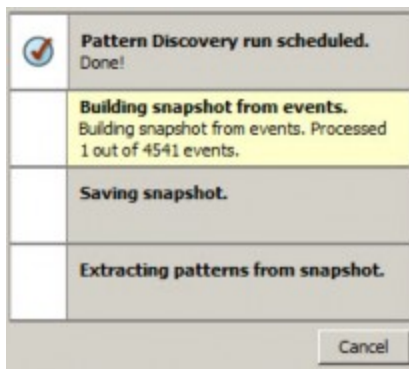 Pattern Discovery run scheduled.
Done!
Building snapshot from events.
Building snapshot from events. Processed
1 out of 4541 events.
Saving snapshot.
Extracting patterns from snapshot.
Cancel